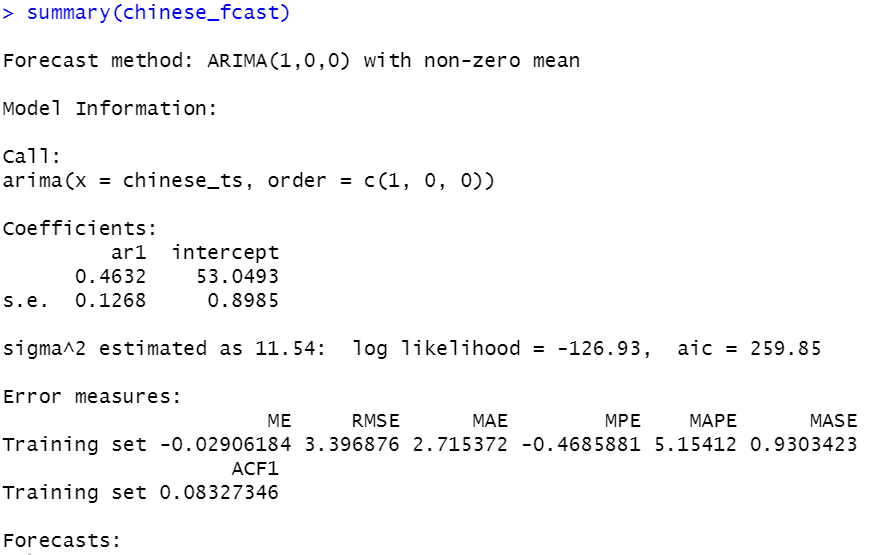 > summary(chinese_fcast)
Forecast method: ARIMA(1,0,0) with non-zero mean
Model Information:
Call:
arima(x = chinese_ts, order = c(1, 0, 0))
Coefficients:
ar1 intercept
0.4632 53.0493
s.e. 0.1268 0.8985
sigma^2 estimated as 11.54: log likelihood = -126.93, aic = 259.85
Error measures:
ME RMSE MAE MPE MAPE MASE
Training set -0.02906184 3.396876 2.715372 -0.4685881 5.15412 0.9303423
ACF1
Training set 0.08327346
Forecasts: